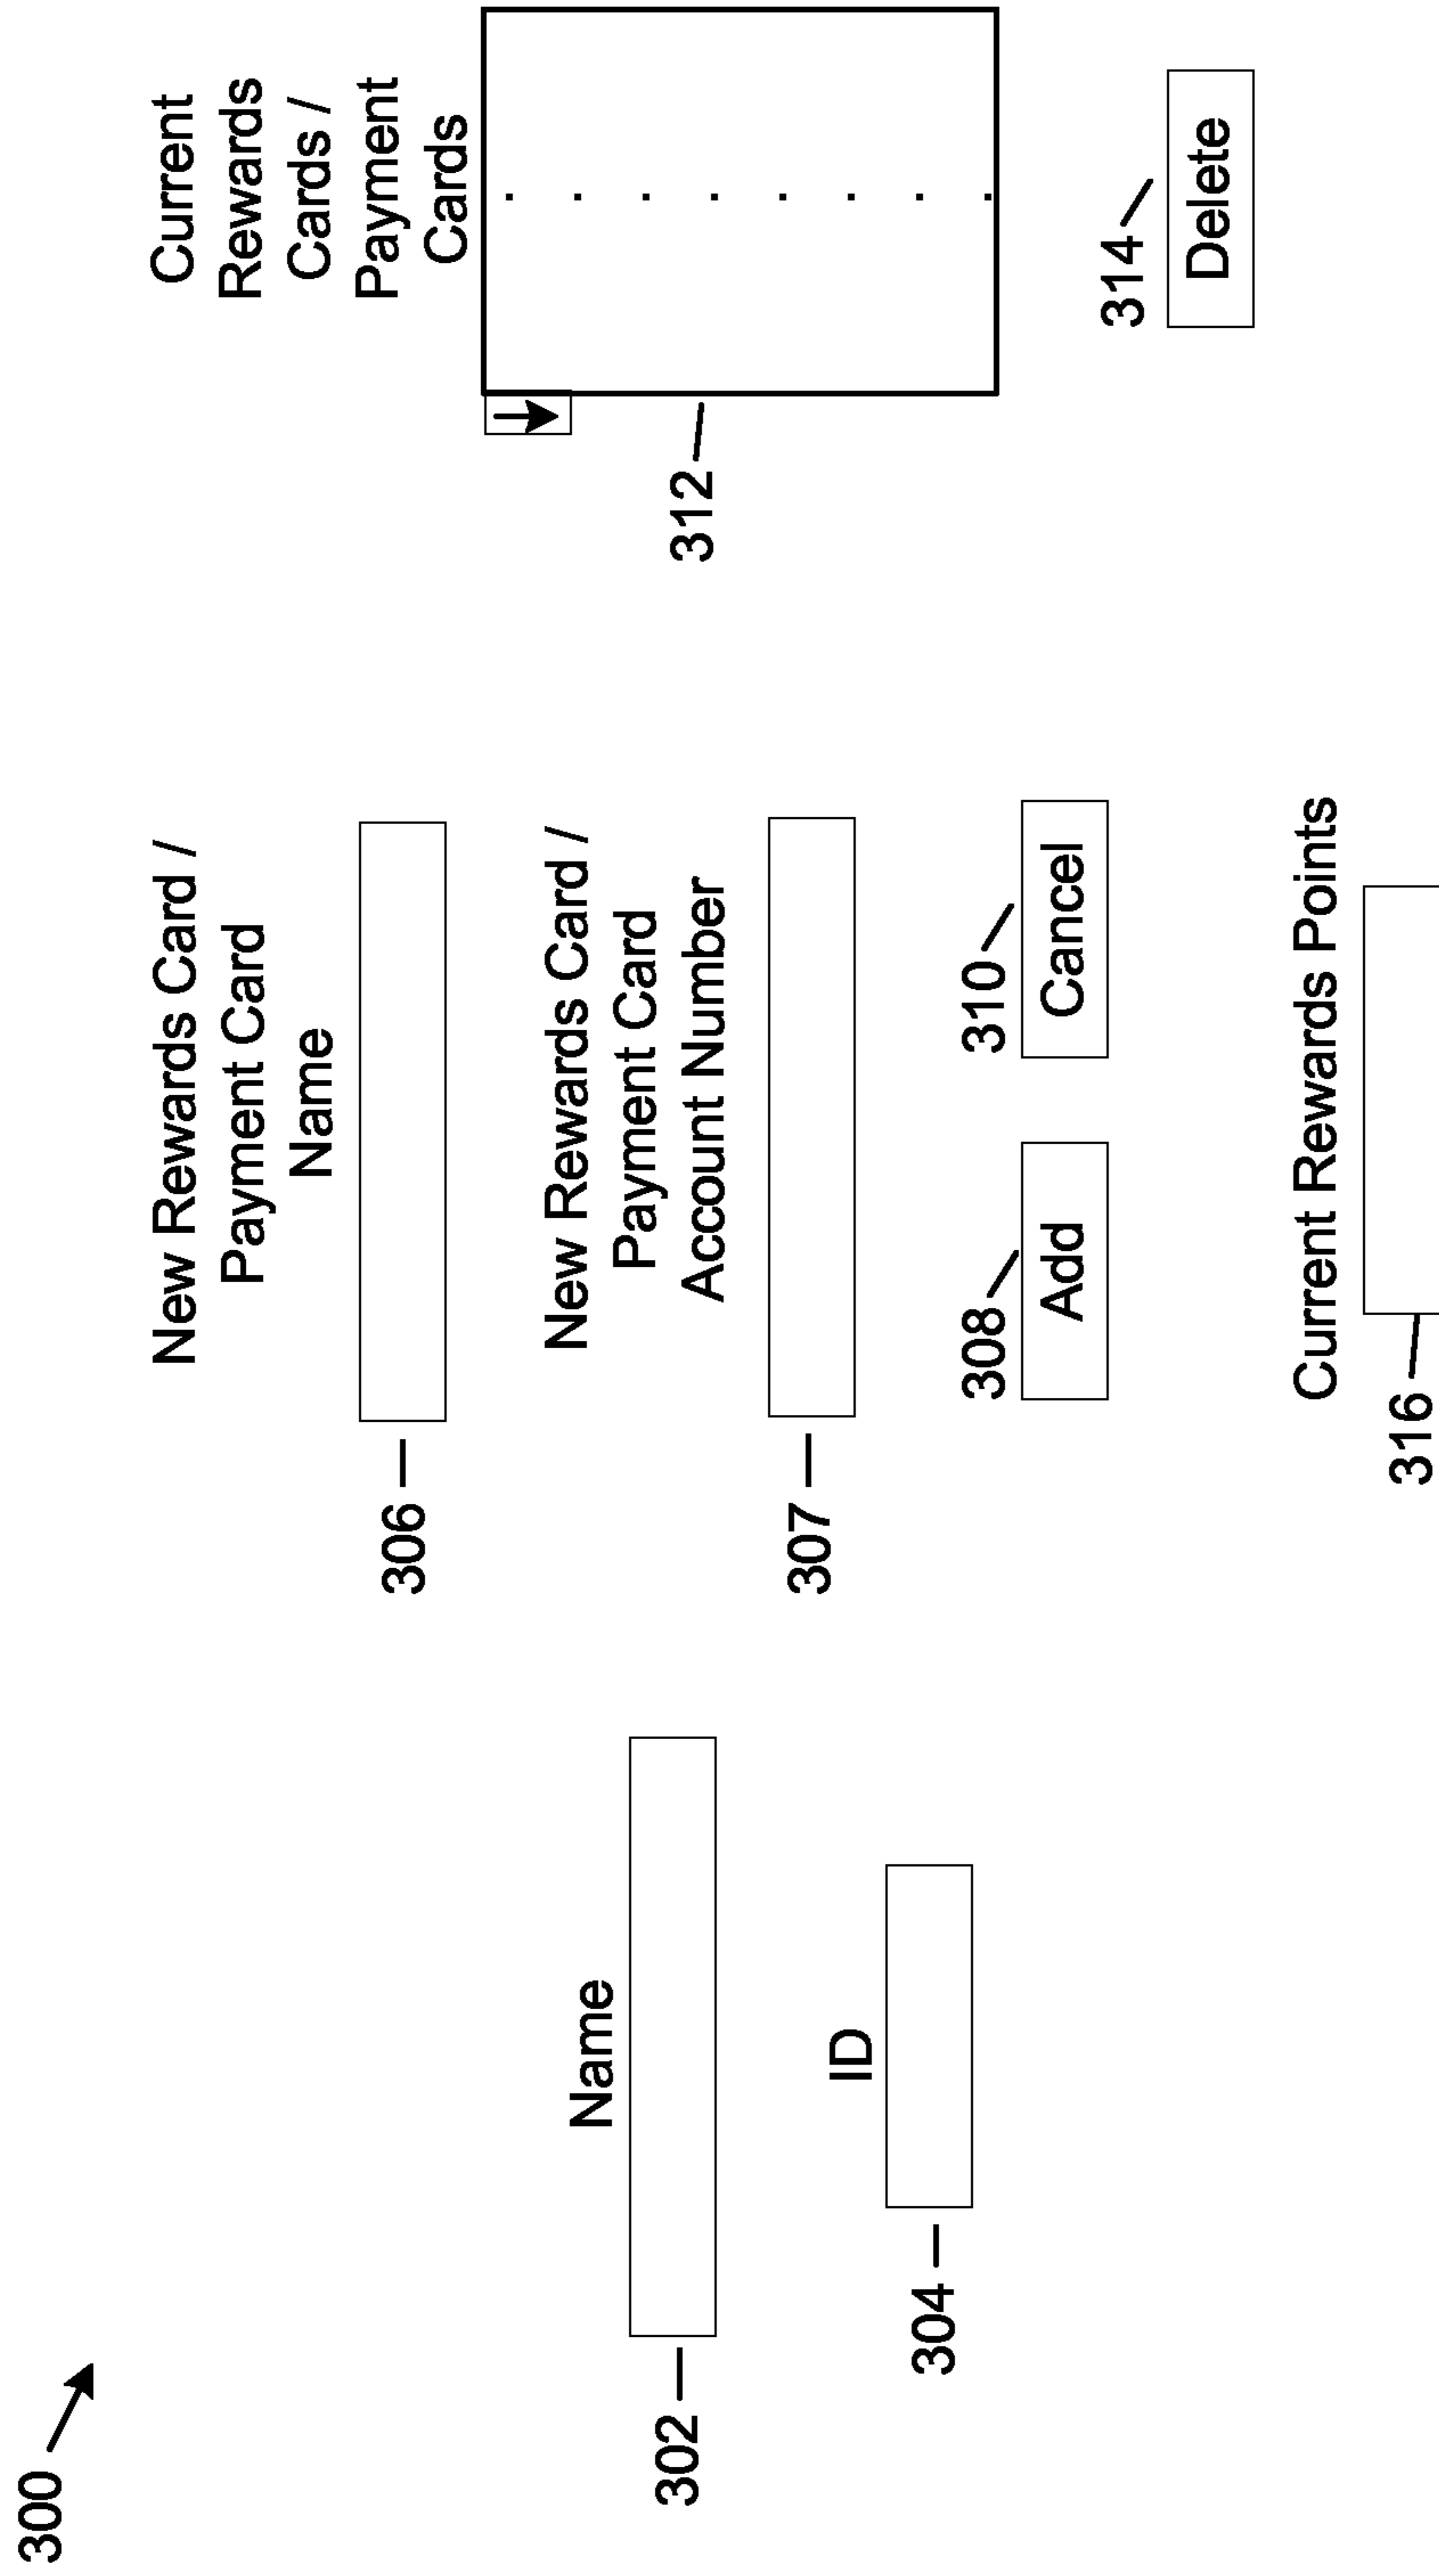 300
Name
302
ID
304
New Rewards Card /
Payment Card
Name
306
New Rewards Card /
Payment Card
Account Number
307
308
Add
310
Cancel
Current Rewards Points
316
Current
Rewards
Cards /
Payment
Cards
312
314
Delete